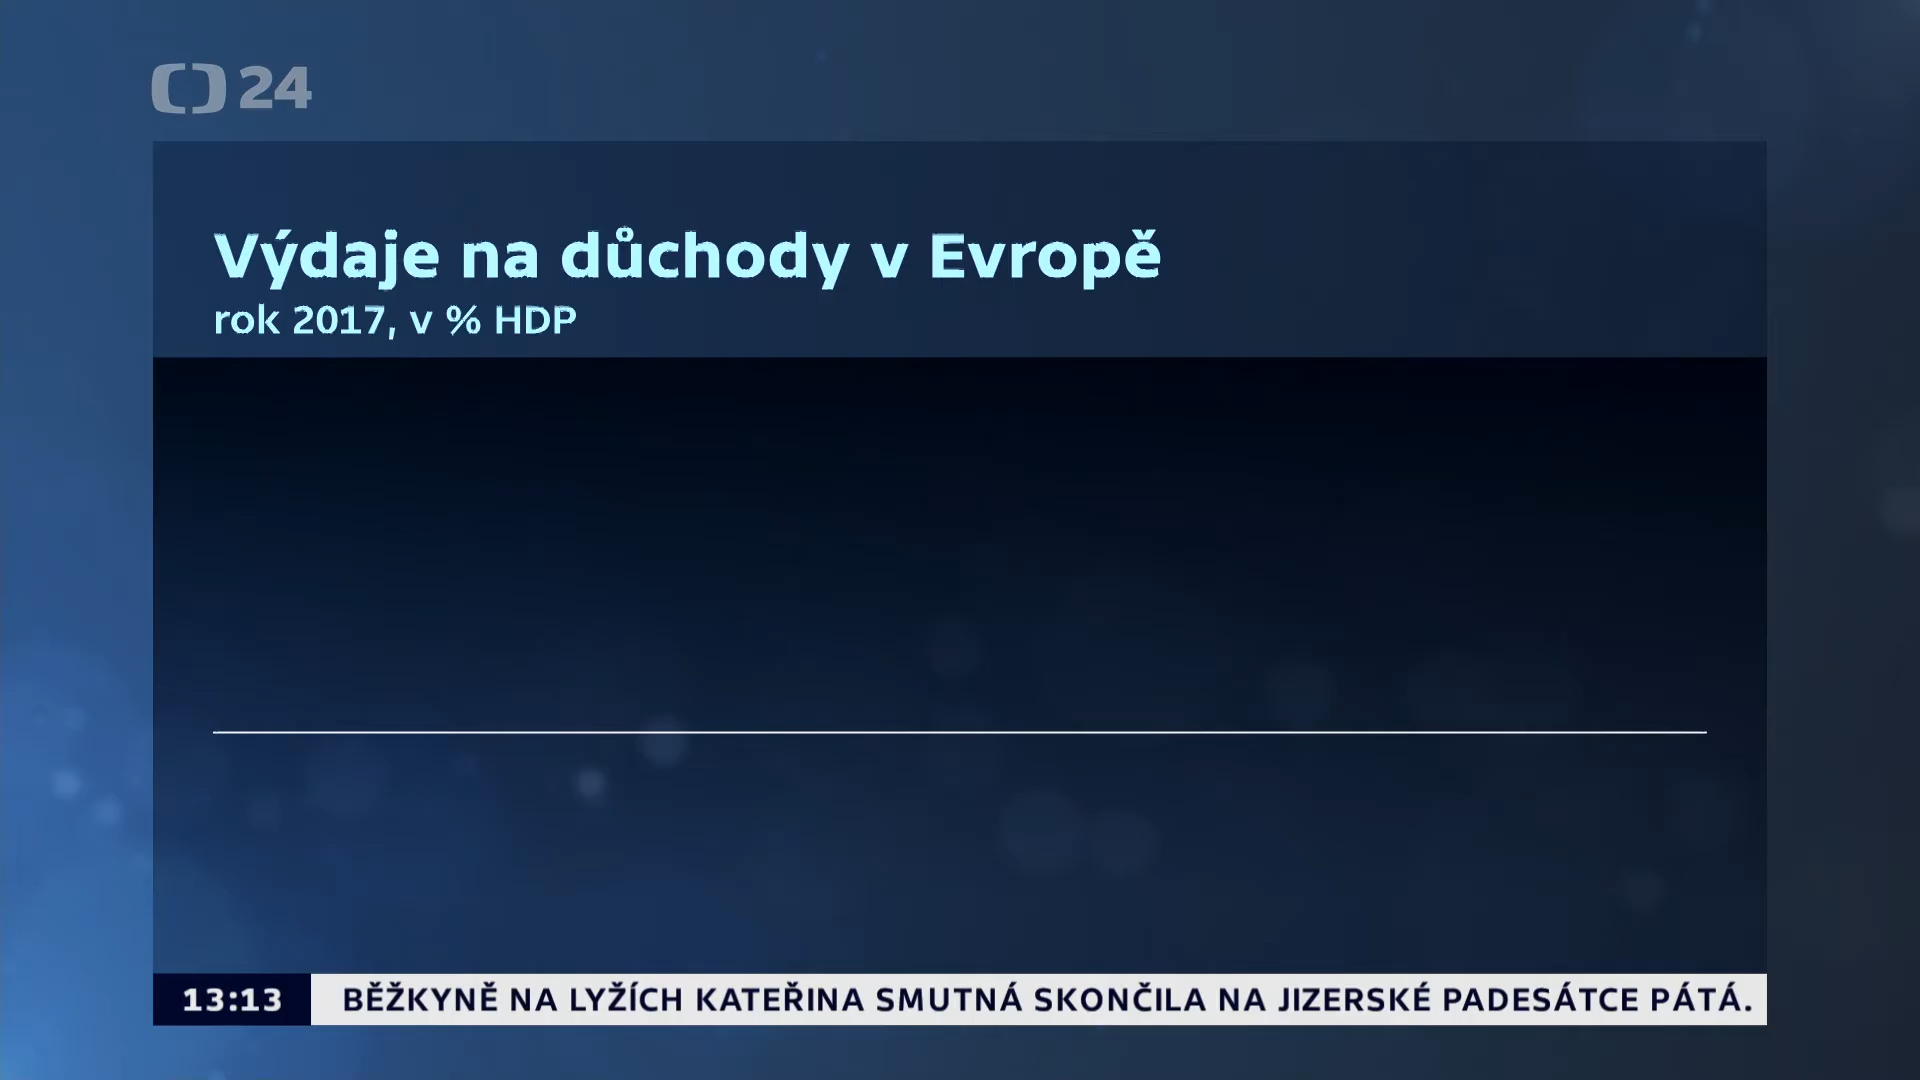 24
Výdaje na důchody v Evropě
rok 2017, v % HDP
13:13 BĚŽKYNĚ NA LYŽÍCH KATEŘINA SMUTNÁ SKONČILA NA JIZERSKÉ PADESÁTCE PÁTÁ.